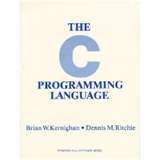 THE
C
PROGRAMMING
LANGUAGE
Brian W. Kernighan • Dennis M. Ritchie